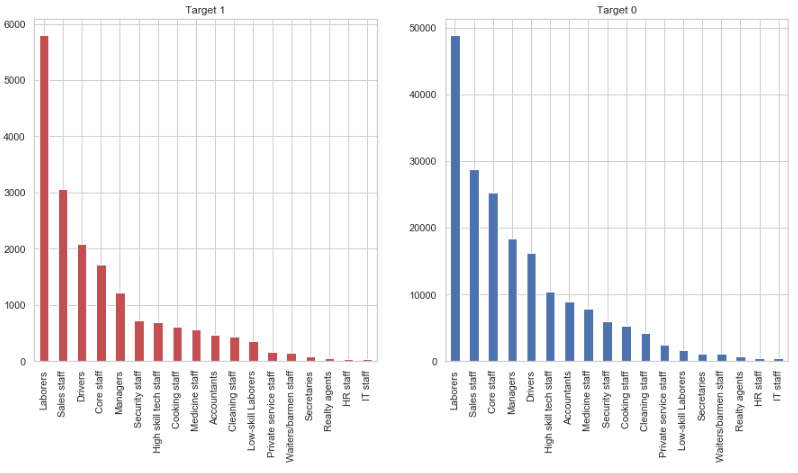 Target 1
6000
5000
4000
3000
2000
1000
0
Laborers
Sales staff
Drivers
Core staff
Managers
Security staff
High skill tech staff
Cooking staff
Medicine staff
Accountants
Cleaning staff
Low-skill Laborers
Private service staff
Waiters/barmen staff
Secretaries
Realty agents
HR staff
IT staff
Target 0
50000
40000
30000
20000
10000
0
Laborers
Sales staff
Core staff
Managers
Drivers
High skill tech staff
Accountants
Medicine staff
Security staff
Cooking staff
Cleaning staff
Private service staff
Low-skill Laborers
Secretaries
Waiters/barmen staff
Realty agents
HR staff
IT staff